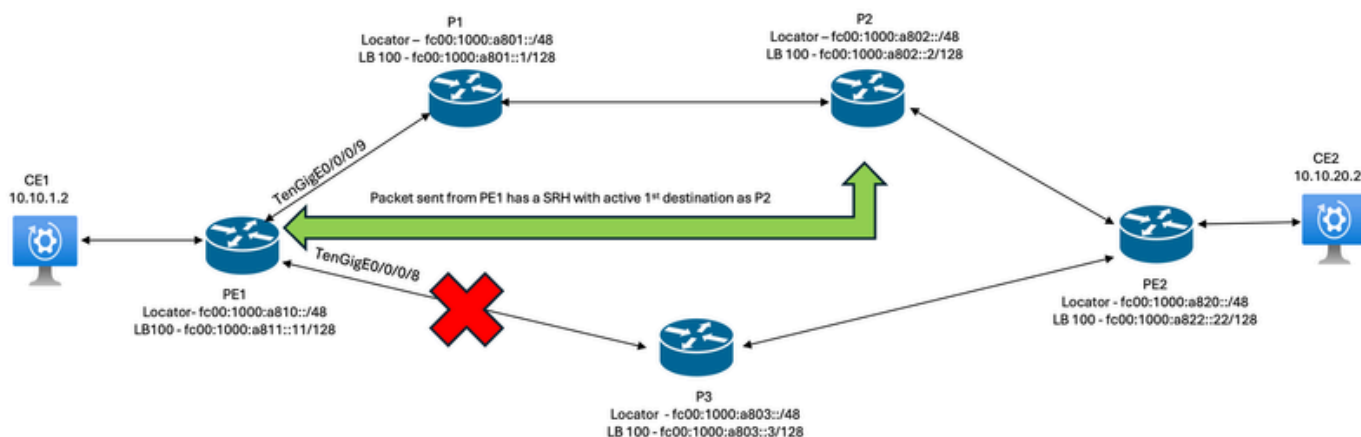 P1
Locator – fc00:1000:a801::/48
LB 100 - fc00:1000:a801::1/128
P2
Locator – fc00:1000:a802::/48
LB 100 - fc00:1000:a802::2/128
TenGigE0/0/0/9
CE1
10.10.1.2
Packet sent from PE1 has a SRH with active 1st destination as P2
CE2
10.10.20.2
TenGigE0/0/0/8
PE1
Locator- fc00:1000:a810::/48
LB100 - fc00:1000:a811::11/128
PE2
Locator - fc00:1000:a820::/48
LB 100 - fc00:1000:a822::22/128
P3
Locator - fc00:1000:a803::/48
LB 100 - fc00:1000:a803::3/128